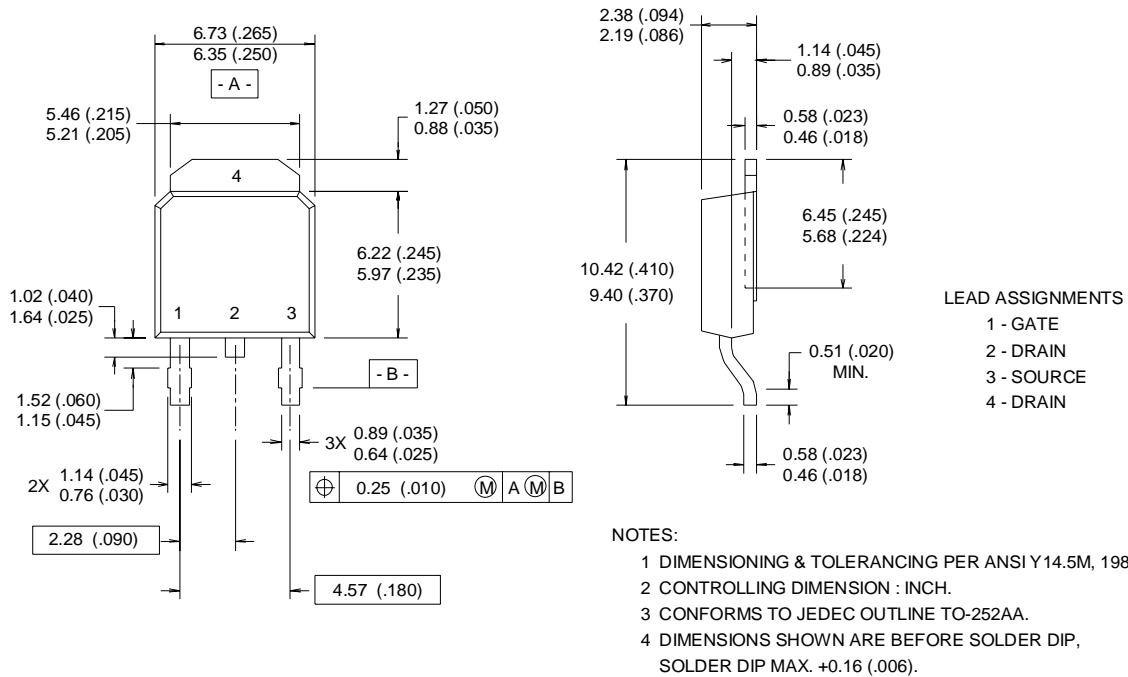 6.73 (.265)
6.35 (.250)
- A -
5.46 (.215)
5.21 (.205)
1.27 (.050)
0.88 (.035)
4
6.22 (.245)
5.97 (.235)
1.02 (.040)
1.64 (.025)
1 2 3
1.52 (.060)
1.15 (.045)
- B -
3X 0.89 (.035)
0.64 (.025)
2X 1.14 (.045)
0.76 (.030)
⌖ 0.25 (.010) Ⓜ A Ⓜ B
2.28 (.090)
4.57 (.180)
2.38 (.094)
2.19 (.086)
1.14 (.045)
0.89 (.035)
0.58 (.023)
0.46 (.018)
6.45 (.245)
5.68 (.224)
10.42 (.410)
9.40 (.370)
0.51 (.020)
MIN.
0.58 (.023)
0.46 (.018)
LEAD ASSIGNMENTS
1 - GATE
2 - DRAIN
3 - SOURCE
4 - DRAIN
NOTES:
1 DIMENSIONING & TOLERANCING PER ANSI Y14.5M, 198
2 CONTROLLING DIMENSION : INCH.
3 CONFORMS TO JEDEC OUTLINE TO-252AA.
4 DIMENSIONS SHOWN ARE BEFORE SOLDER DIP,
SOLDER DIP MAX. +0.16 (.006).